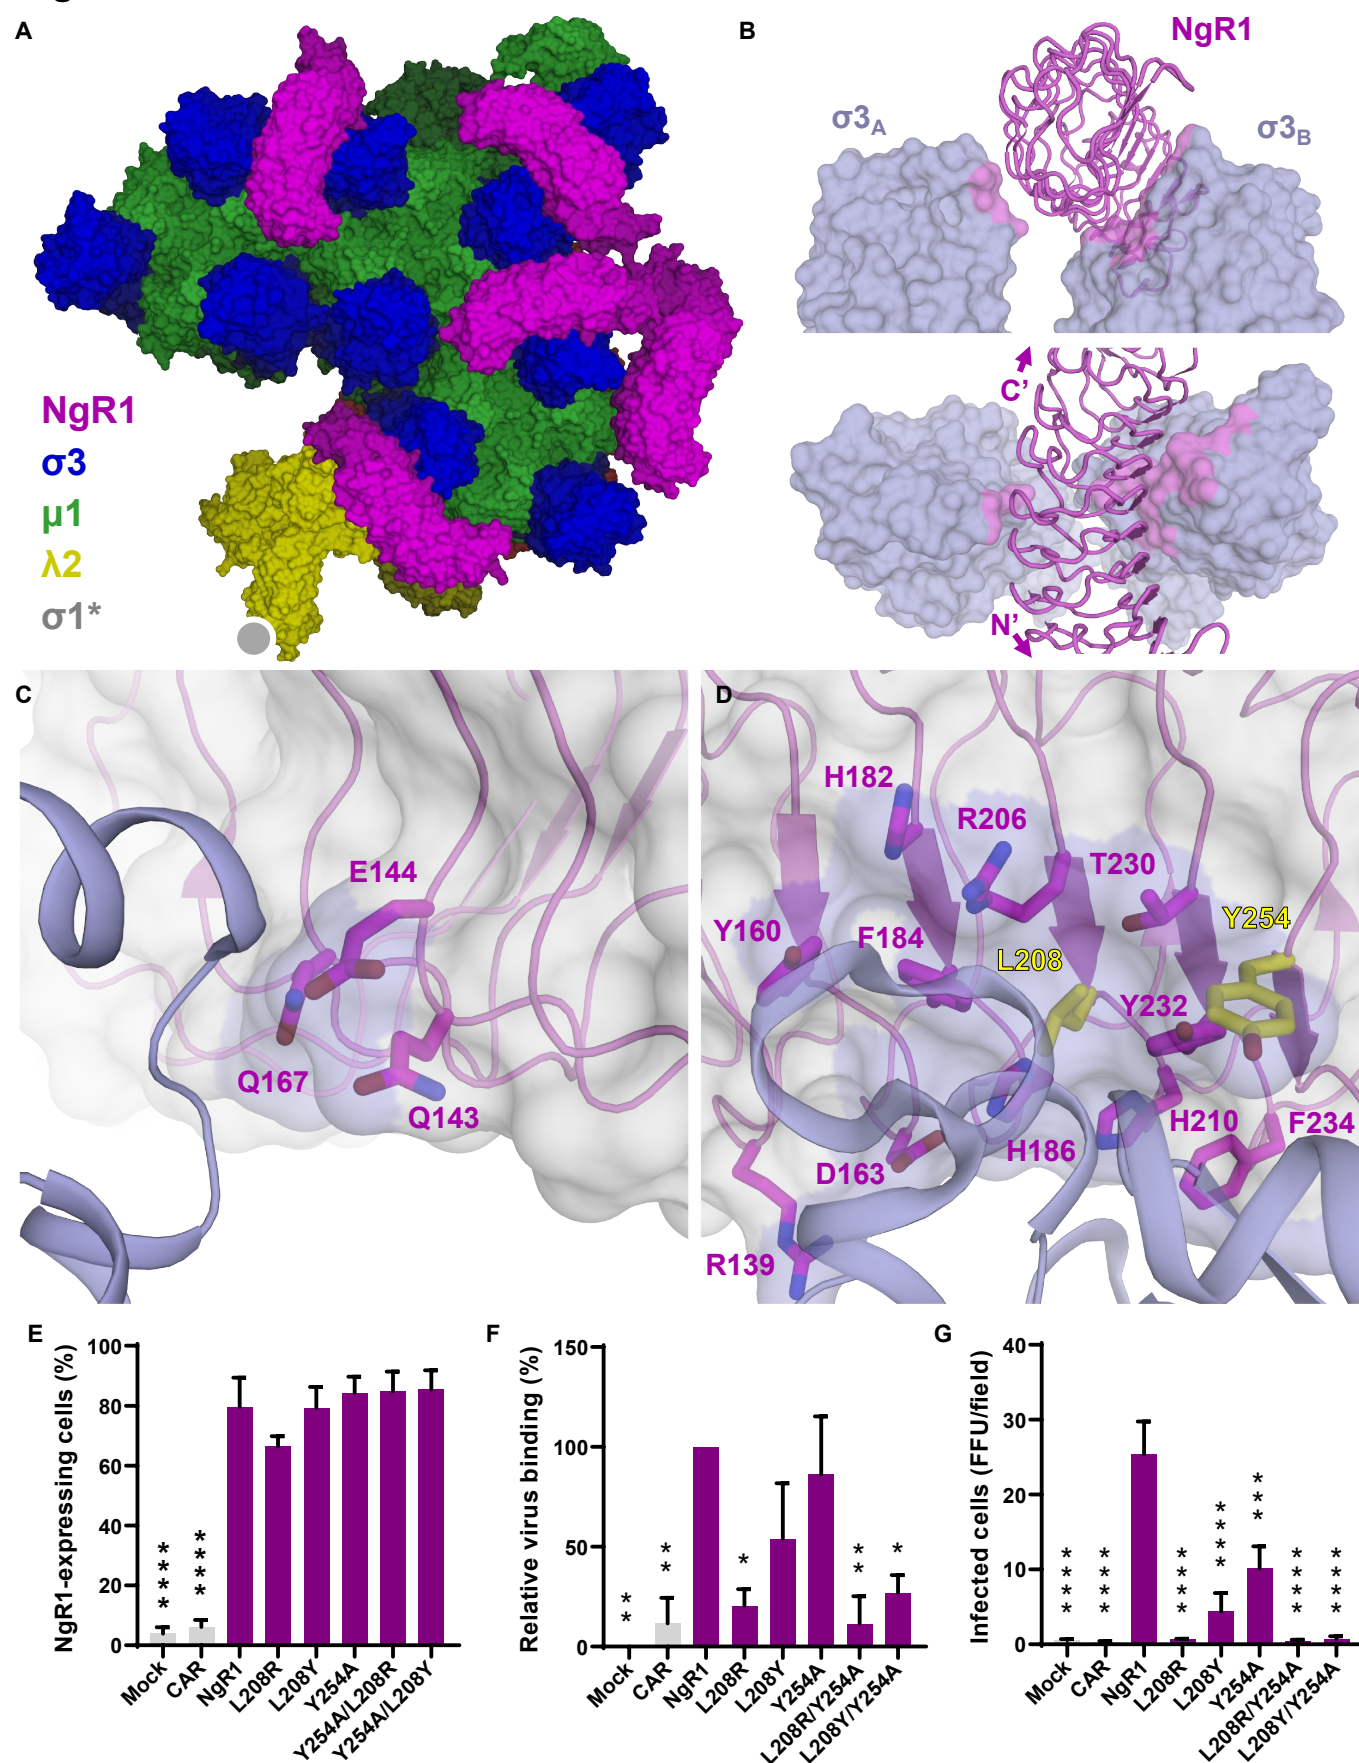 A
NgR1
σ3
μ1
λ2
σ1*
B
NgR1
σ3A
σ3B
C'
N'
C
E144
Q167
Q143
D
H182
R206
T230
Y254
Y160
F184
L208
Y232
D163
H186
H210
F234
R139
E
NgR1-expressing cells (%)
100
80
60
40
20
0
****
****
Mock
CAR
NgR1
L208R
L208Y
Y254A
Y254A/L208R
Y254A/L208Y
F
Relative virus binding (%)
150
100
50
0
**
**
*
**
*
Mock
CAR
NgR1
L208R
L208Y
Y254A
L208R/Y254A
L208Y/Y254A
G
Infected cells (FFU/field)
40
30
20
10
0
****
****
****
****
***
****
****
Mock
CAR
NgR1
L208R
L208Y
Y254A
L208R/Y254A
L208Y/Y254A